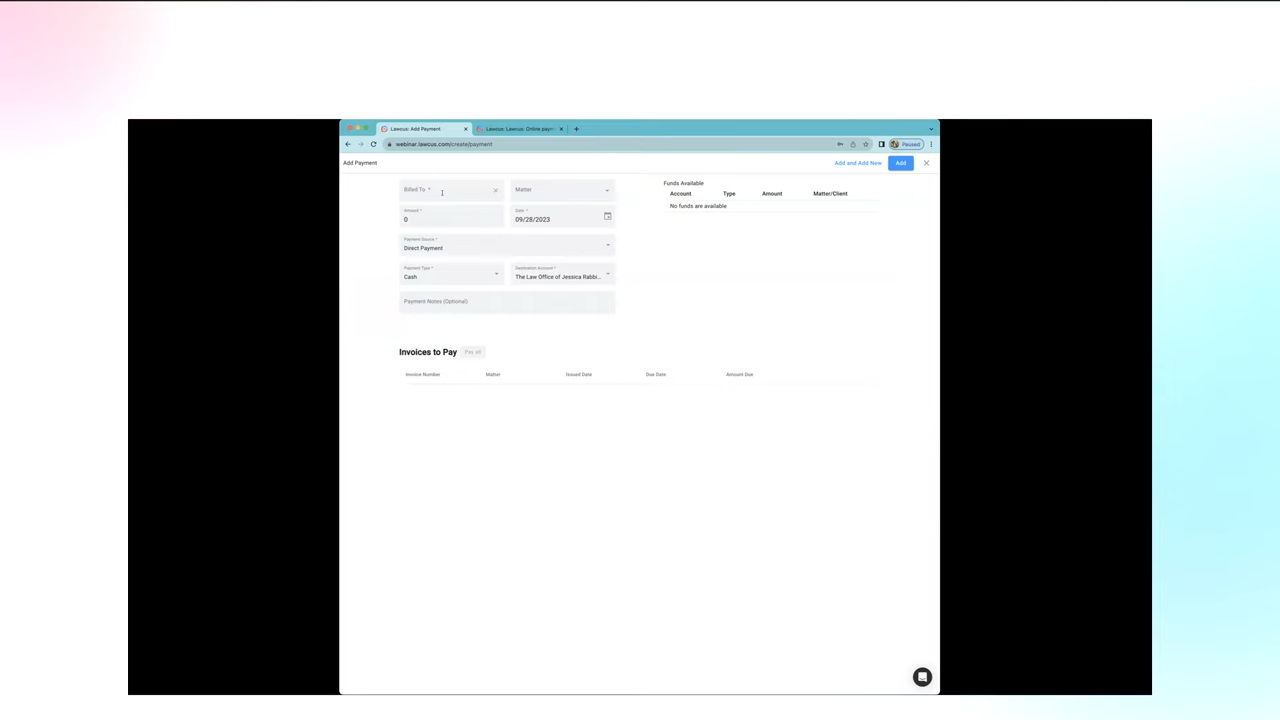 Lawcus: Add Payment
Lawcus: Lawcus: Online paym
webinar.lawcus.com/create/payment
Paused
Add Payment
Add and Add New
Add
Billed To *
Matter
Funds Available
Account Type Amount Matter/Client
No funds are available
Amount *
0
Date *
09/28/2023
Payment Source *
Direct Payment
Payment Type *
Cash
Destination Account *
The Law Office of Jessica Rabbi...
Payment Notes (Optional)
Invoices to Pay
Pay all
Invoice Number Matter Issued Date Due Date Amount Due